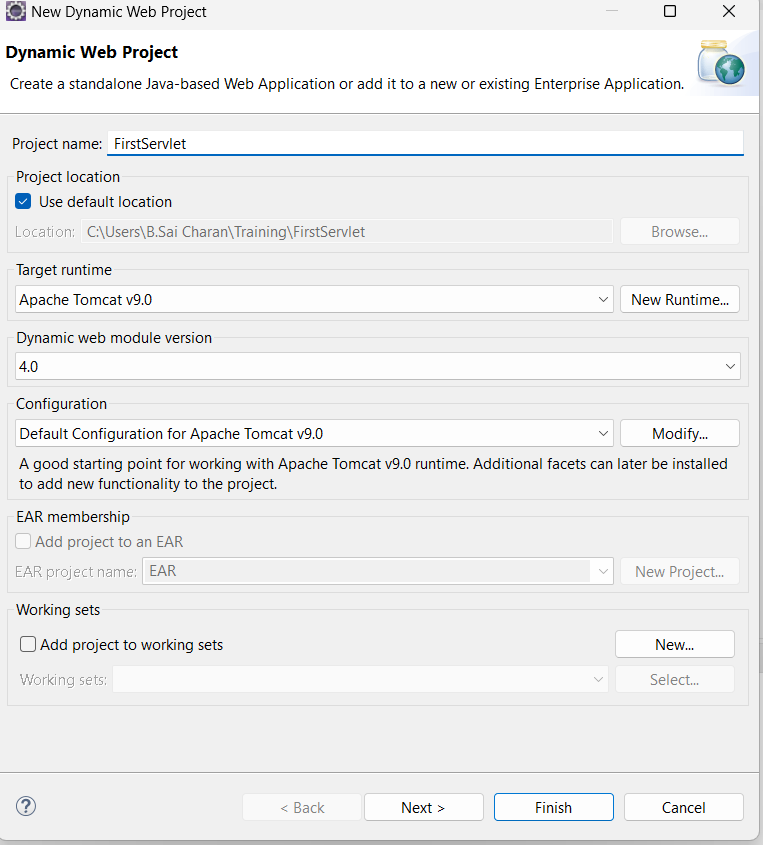 New Dynamic Web Project
Dynamic Web Project
Create a standalone Java-based Web Application or add it to a new or existing Enterprise Application.
Project name: FirstServlet
Project location
Use default location
Location: C:\Users\B.Sai Charan\Training\FirstServlet Browse...
Target runtime
Apache Tomcat v9.0 New Runtime...
Dynamic web module version
4.0
Configuration
Default Configuration for Apache Tomcat v9.0 Modify...
A good starting point for working with Apache Tomcat v9.0 runtime. Additional facets can later be installed
to add new functionality to the project.
EAR membership
Add project to an EAR
EAR project name: EAR New Project...
Working sets
Add project to working sets New...
Working sets: Select...
? < Back Next > Finish Cancel